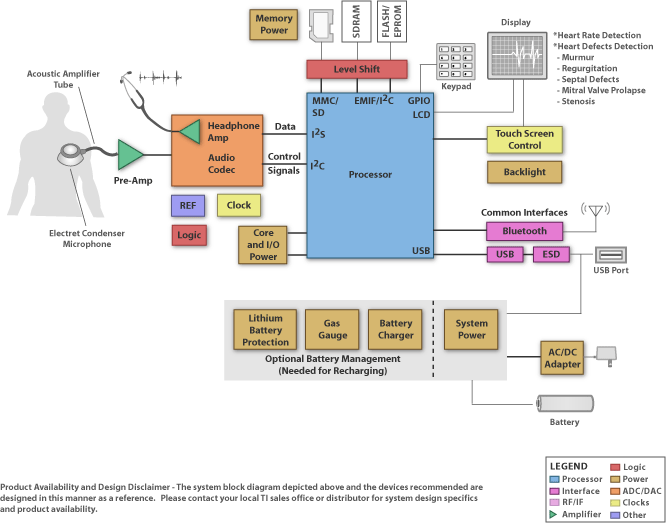 Memory
Power
SDRAM
FLASH/
EPROM
Display
*Heart Rate Detection
*Heart Defects Detection
- Murmur
- Regurgitation
- Septal Defects
- Mitral Valve Prolapse
- Stenosis
Level Shift
Keypad
Acoustic Amplifier
Tube
MMC/
SD
EMIF/I2C
GPIO
LCD
Headphone
Amp
Audio
Codec
Data
I2S
Control
Signals
I2C
Processor
Touch Screen
Control
Backlight
Pre-Amp
REF
Clock
Logic
Core
and I/O
Power
Electret Condenser
Microphone
Common Interfaces
Bluetooth
USB
USB
ESD
USB Port
Lithium
Battery
Protection
Gas
Gauge
Battery
Charger
System
Power
Optional Battery Management
(Needed for Recharging)
AC/DC
Adapter
Battery
Product Availability and Design Disclaimer - The system block diagram depicted above and the devices recommended are
designed in this manner as a reference. Please contact your local TI sales office or distributor for system design specifics
and product availability.
LEGEND
Processor
Interface
RF/IF
Amplifier
Logic
Power
ADC/DAC
Clocks
Other